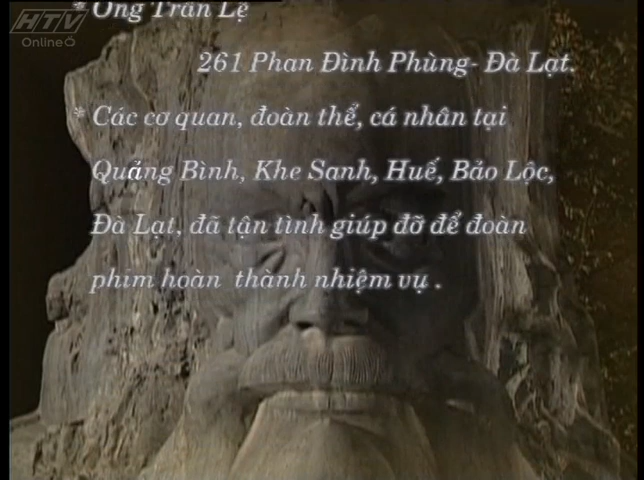 HTV
Online
* Ông Trần Lệ
261 Phan Đình Phùng- Đà Lạt.
* Các cơ quan, đoàn thể, cá nhân tại
Quảng Bình, Khe Sanh, Huế, Bảo Lộc,
Đà Lạt, đã tận tình giúp đỡ để đoàn
phim hoàn thành nhiệm vụ .